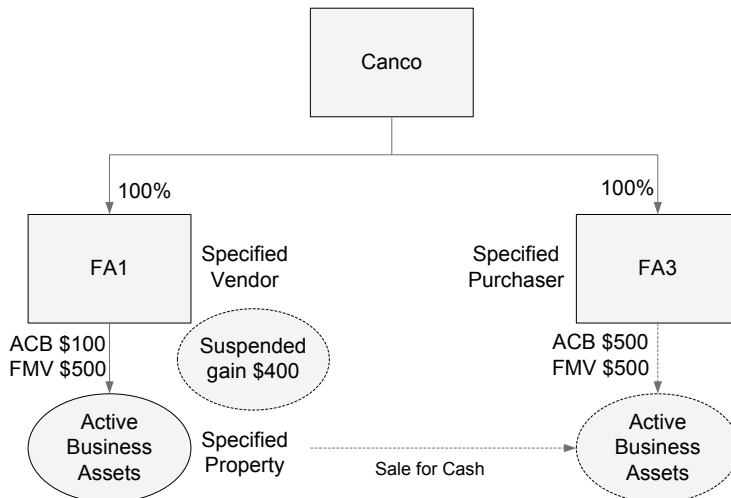 Canco
100%
100%
FA1
Specified
Vendor
Specified
Purchaser
FA3
ACB $100
FMV $500
Suspended
gain $400
ACB $500
FMV $500
Active
Business
Assets
Specified
Property
Sale for Cash
Active
Business
Assets